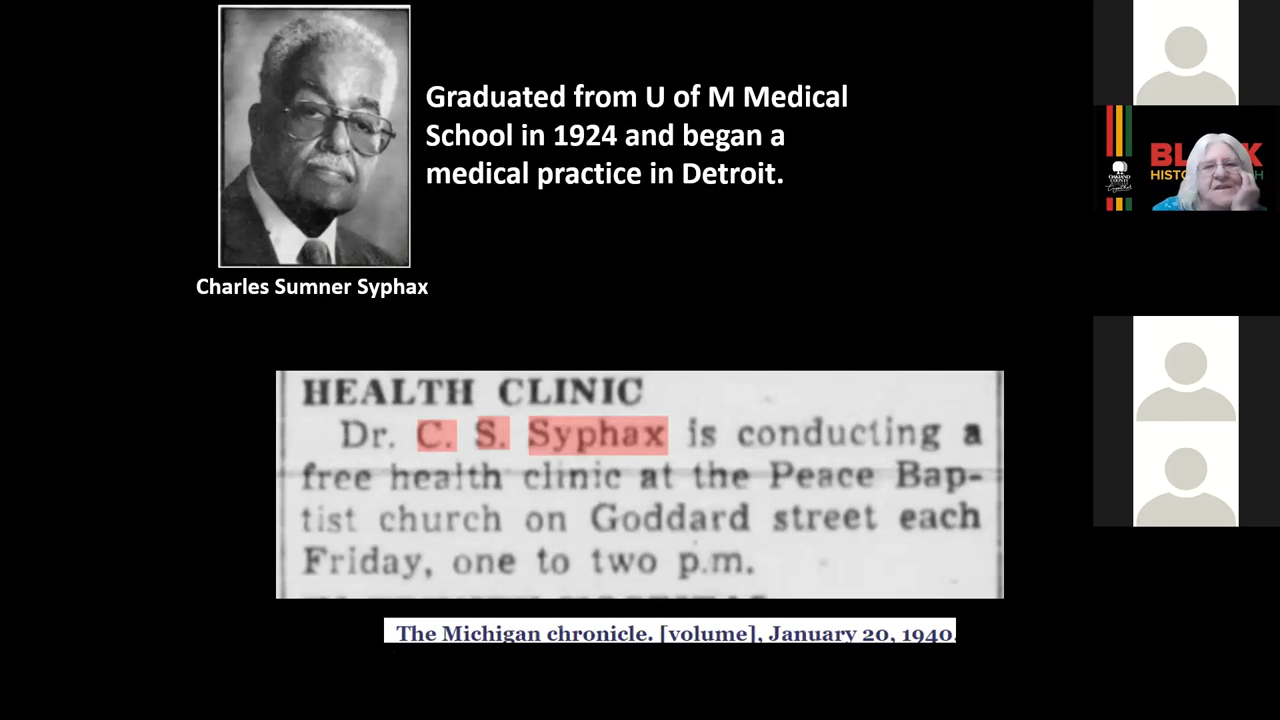 Graduated from U of M Medical
School in 1924 and began a
medical practice in Detroit.
Charles Sumner Syphax
HEALTH CLINIC
Dr. C. S. Syphax is conducting a
free health clinic at the Peace Bap-
tist church on Goddard street each
Friday, one to two p.m.
The Michigan chronicle. [volume], January 20, 1940.